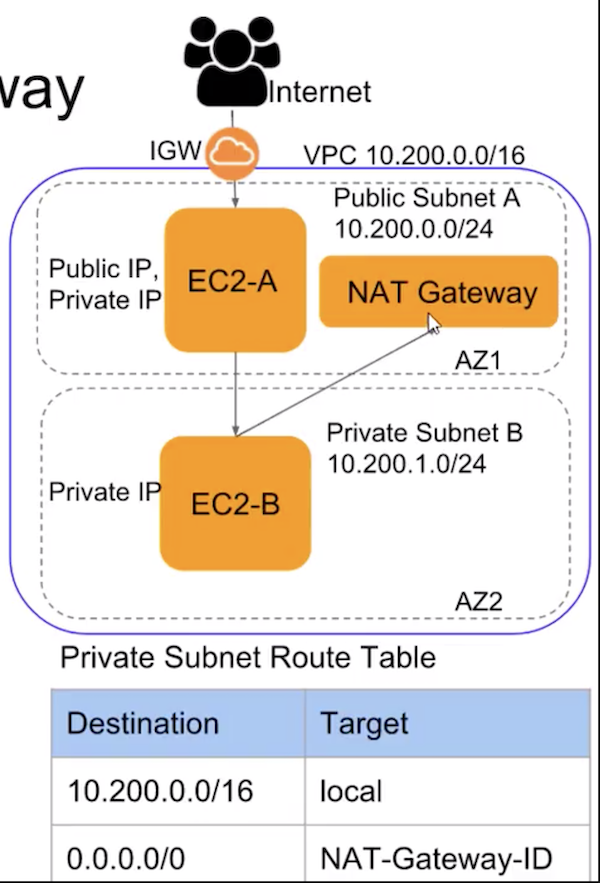 way
Internet
IGW
VPC 10.200.0.0/16
Public Subnet A
10.200.0.0/24
Public IP,
Private IP
EC2-A
NAT Gateway
AZ1
Private Subnet B
10.200.1.0/24
Private IP
EC2-B
AZ2
Private Subnet Route Table
Destination Target
10.200.0.0/16 local
0.0.0.0/0 NAT-Gateway-ID